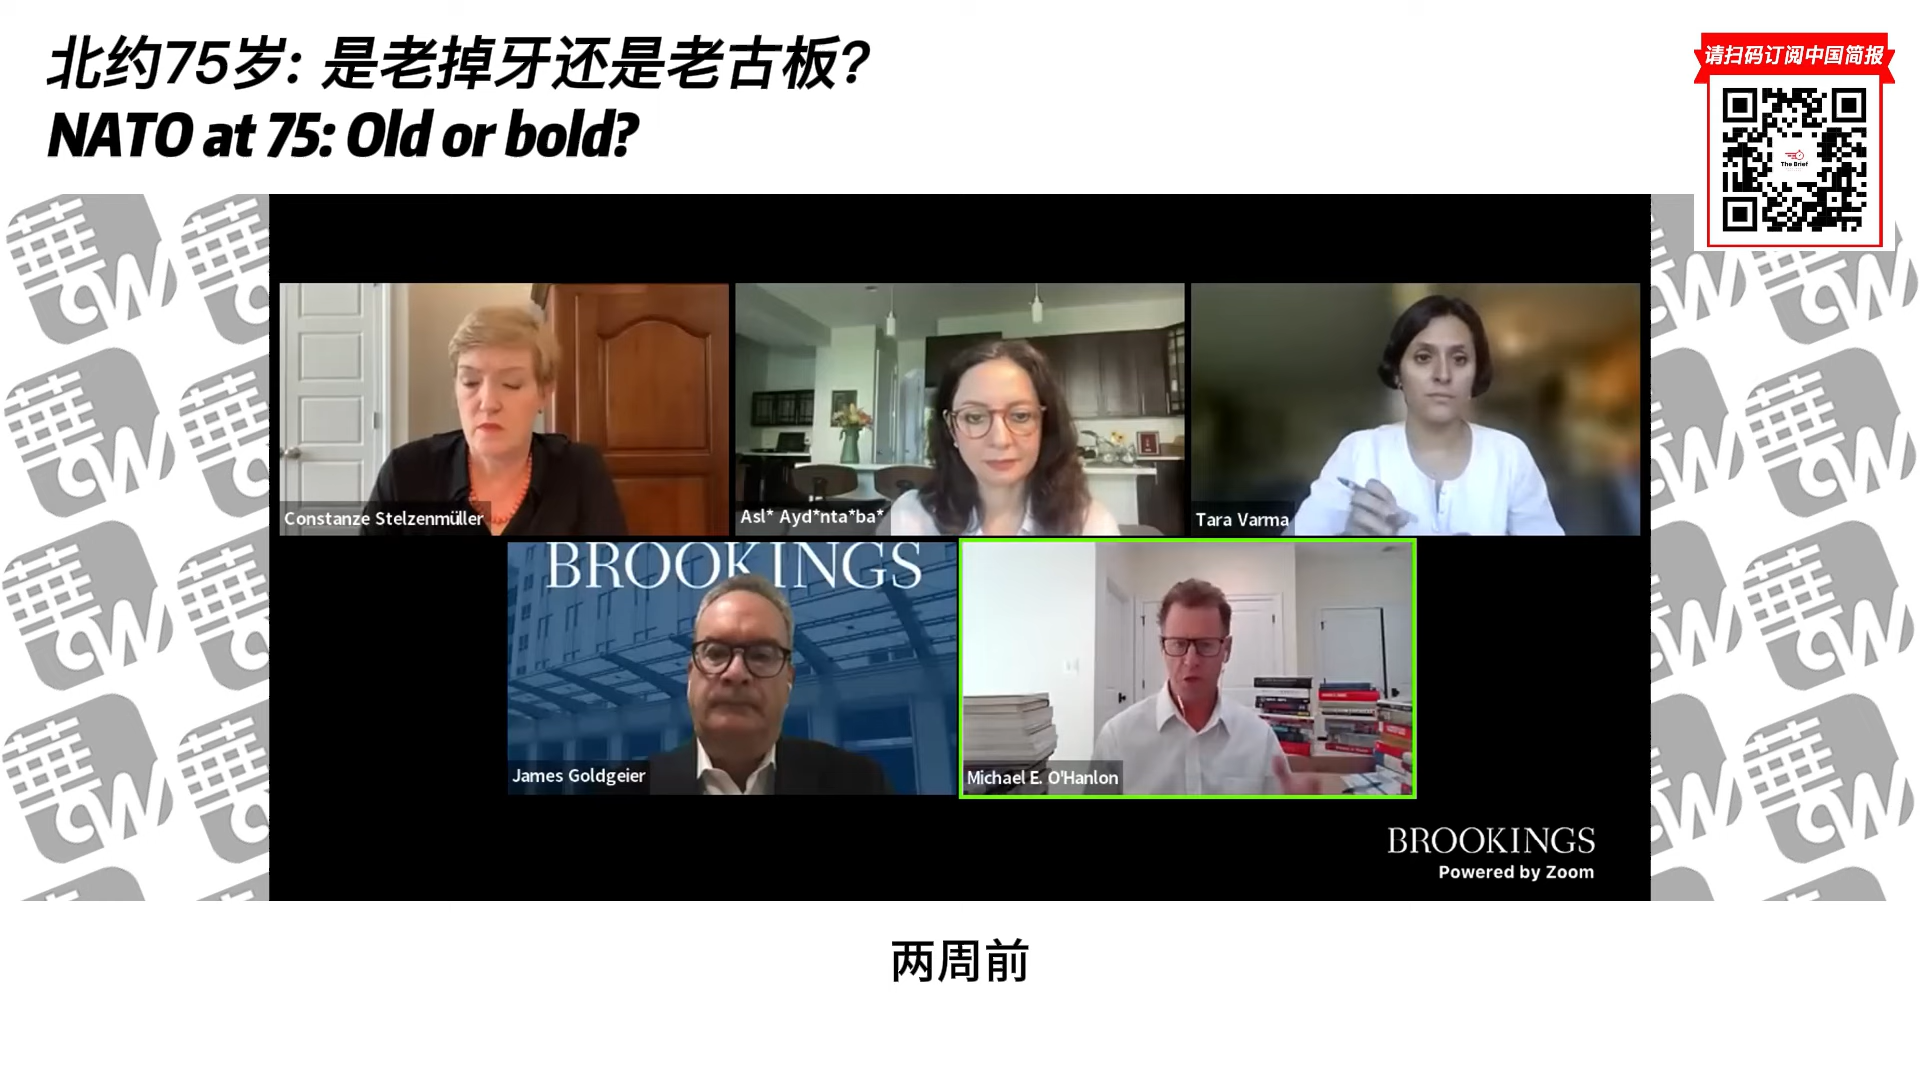 北约75岁: 是老掉牙还是老古板?
NATO at 75: Old or bold?
请扫码订阅中国简报
The Brief
Constanze Stelzenmüller
Asl* Ayd*nta*ba*
Tara Varma
BROOKINGS
James Goldgeier
Michael E. O'Hanlon
BROOKINGS
Powered by Zoom
两周前